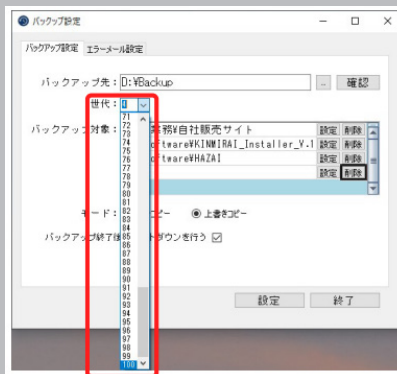 バックップ設定
バックアップ設定 エラーメール設定
バックアップ先： D:¥Backup .. 確認
世代： 4
71
72
73
74
75
76
77
78
79
80
81
82
83
84
85
86
87
88
89
90
91
92
93
94
95
96
97
98
99
100
バックアップ対象： 業務¥自社販売サイト 設定 削除
ftware¥KINMIRAI_Installer_V.1 設定 削除
ftware¥HAZAI 設定 削除
設定 削除
モード： コピー 上書きコピー
バックアップ終了後 トダウンを行う
設定 終了